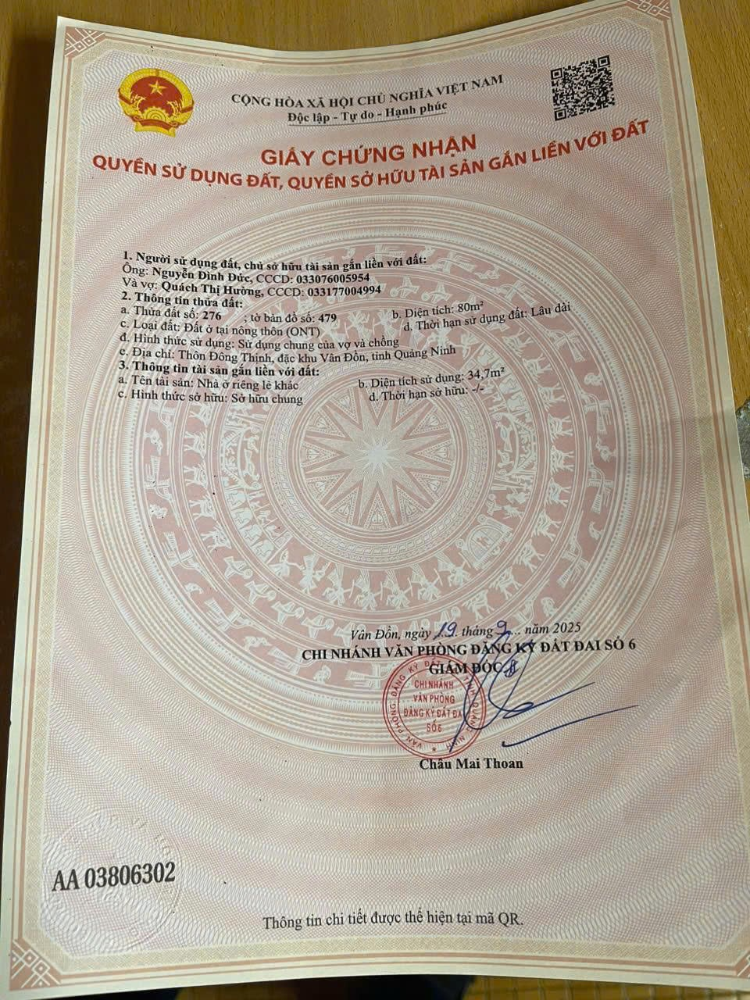 CỘNG HÒA XÃ HỘI CHỦ NGHĨA VIỆT NAM
Độc lập - Tự do - Hạnh phúc
GIẤY CHỨNG NHẬN
QUYỀN SỬ DỤNG ĐẤT, QUYỀN SỞ HỮU TÀI SẢN GẮN LIỀN VỚI ĐẤT
1. Người sử dụng đất, chủ sở hữu tài sản gắn liền với đất:
Ông: Nguyễn Đình Đức, CCCD: 033076005954
Và vợ: Quách Thị Hường, CCCD: 033177004994
2. Thông tin thửa đất:
a. Thửa đất số: 276 ; tờ bản đồ số: 479 b. Diện tích: 80m²
c. Loại đất: Đất ở tại nông thôn (ONT) d. Thời hạn sử dụng đất: Lâu dài
đ. Hình thức sử dụng: Sử dụng chung của vợ và chồng
e. Địa chỉ: Thôn Đông Thịnh, đặc khu Vân Đồn, tỉnh Quảng Ninh
3. Thông tin tài sản gắn liền với đất:
a. Tên tài sản: Nhà ở riêng lẻ khác b. Diện tích sử dụng: 34,7m²
c. Hình thức sở hữu: Sở hữu chung d. Thời hạn sở hữu: -/-
Vân Đồn, ngày 19 tháng 9 năm 2025
CHI NHÁNH VĂN PHÒNG ĐĂNG KÝ ĐẤT ĐAI SỐ 6
GIÁM ĐỐC
CHI NHÁNH
VĂN PHÒNG
ĐĂNG KÝ ĐẤT ĐAI
SỐ 6
VĂN PHÒNG ĐĂNG KÝ ĐẤT TỈNH QUẢNG NINH
Châu Mai Thoan
AA 03806302
Thông tin chi tiết được thể hiện tại mã QR.